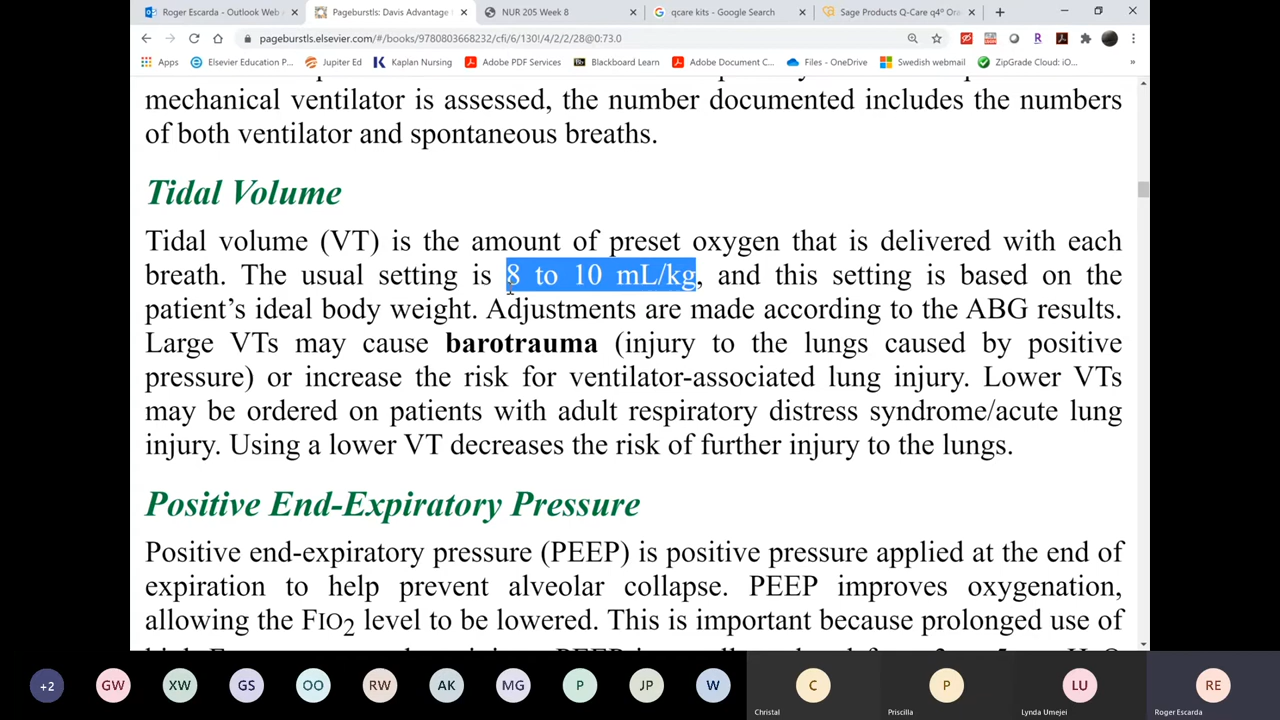 Roger Escarda - Outlook Web
Pageburstls: Davis Advantage
NUR 205 Week 8
qcare kits - Google Search
Sage Products Q-Care q4° Or
pageburstls.elsevier.com/#/books/9780803668232/cfi/6/130!/4/2/2/28@0:73.0
Apps
Elsevier Education P...
Jupiter Ed
Kaplan Nursing
Adobe PDF Services
Blackboard Learn
Adobe Document C...
Files - OneDrive
Swedish webmail
ZipGrade Cloud: iO...
mechanical ventilator is assessed, the number documented includes the numbers
of both ventilator and spontaneous breaths.
Tidal Volume
Tidal volume (VT) is the amount of preset oxygen that is delivered with each
breath. The usual setting is 8 to 10 mL/kg, and this setting is based on the
patient’s ideal body weight. Adjustments are made according to the ABG results.
Large VTs may cause barotrauma (injury to the lungs caused by positive
pressure) or increase the risk for ventilator-associated lung injury. Lower VTs
may be ordered on patients with adult respiratory distress syndrome/acute lung
injury. Using a lower VT decreases the risk of further injury to the lungs.
Positive End-Expiratory Pressure
Positive end-expiratory pressure (PEEP) is positive pressure applied at the end of
expiration to help prevent alveolar collapse. PEEP improves oxygenation,
allowing the FIO2 level to be lowered. This is important because prolonged use of
+2
GW
XW
GS
OO
RW
AK
MG
P
JP
W
C
P
LU
RE
Christal
Priscilla
Lynda Umejei
Roger Escarda